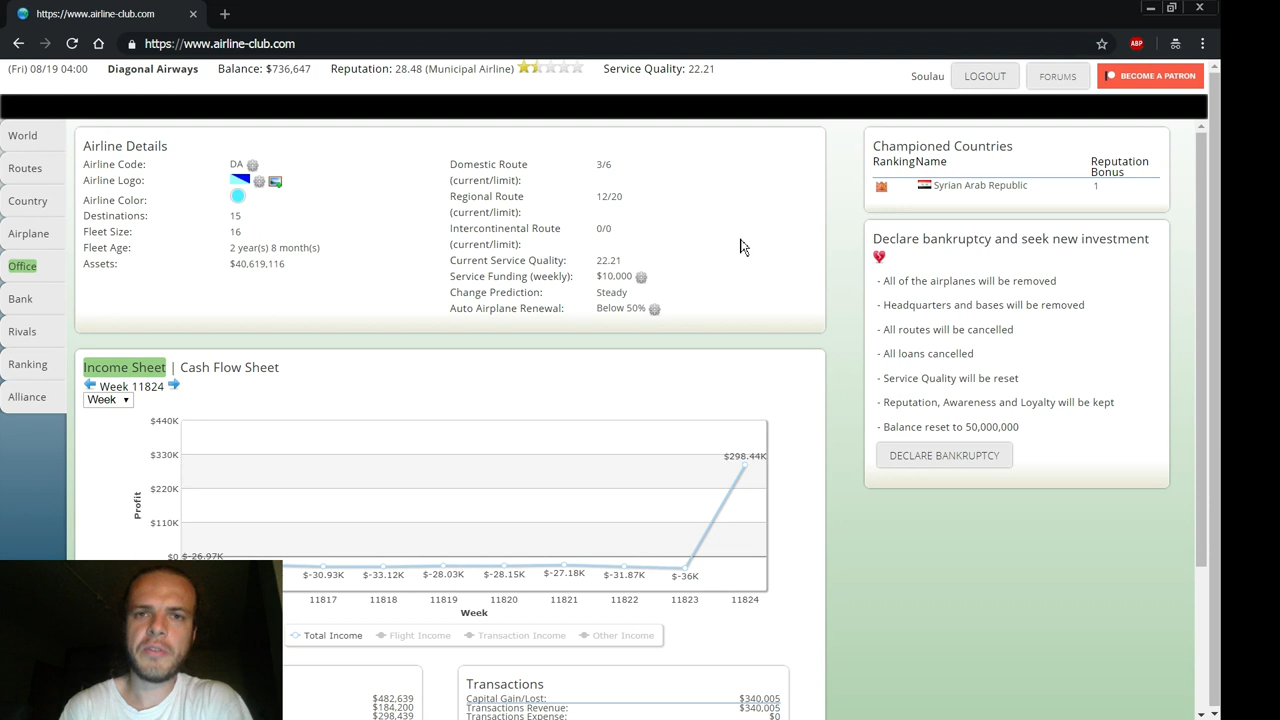 https://www.airline-club.com
https://www.airline-club.com
ABP
(Fri) 08/19 04:00 Diagonal Airways Balance: $736,647 Reputation: 28.48 (Municipal Airline) Service Quality: 22.21
Soulau LOGOUT FORUMS BECOME A PATRON
World
Routes
Country
Airplane
Office
Bank
Rivals
Ranking
Alliance
Airline Details
Airline Code: DA
Airline Logo:
Airline Color:
Destinations: 15
Fleet Size: 16
Fleet Age: 2 year(s) 8 month(s)
Assets: $40,619,116
Domestic Route 3/6
(current/limit):
Regional Route 12/20
(current/limit):
Intercontinental Route 0/0
(current/limit):
Current Service Quality: 22.21
Service Funding (weekly): $10,000
Change Prediction: Steady
Auto Airplane Renewal: Below 50%
Championed Countries
Ranking Name Reputation
Bonus
Syrian Arab Republic 1
Declare bankruptcy and seek new investment
- All of the airplanes will be removed
- Headquarters and bases will be removed
- All routes will be cancelled
- All loans cancelled
- Service Quality will be reset
- Reputation, Awareness and Loyalty will be kept
- Balance reset to 50,000,000
DECLARE BANKRUPTCY
Income Sheet | Cash Flow Sheet
Week 11824
Week
$440K
$330K
$220K
$110K
$0
Profit
$298.44K
$-26.97K
$-30.93K $-33.12K $-28.03K $-28.15K $-27.18K $-31.87K $-36K
11817 11818 11819 11820 11821 11822 11823 11824
Week
Total Income Flight Income Transaction Income Other Income
$482,639
$184,200
$298,439
Transactions
Capital Gain/Lost: $340,005
Transactions Revenue: $340,005
Transactions Expense: $0